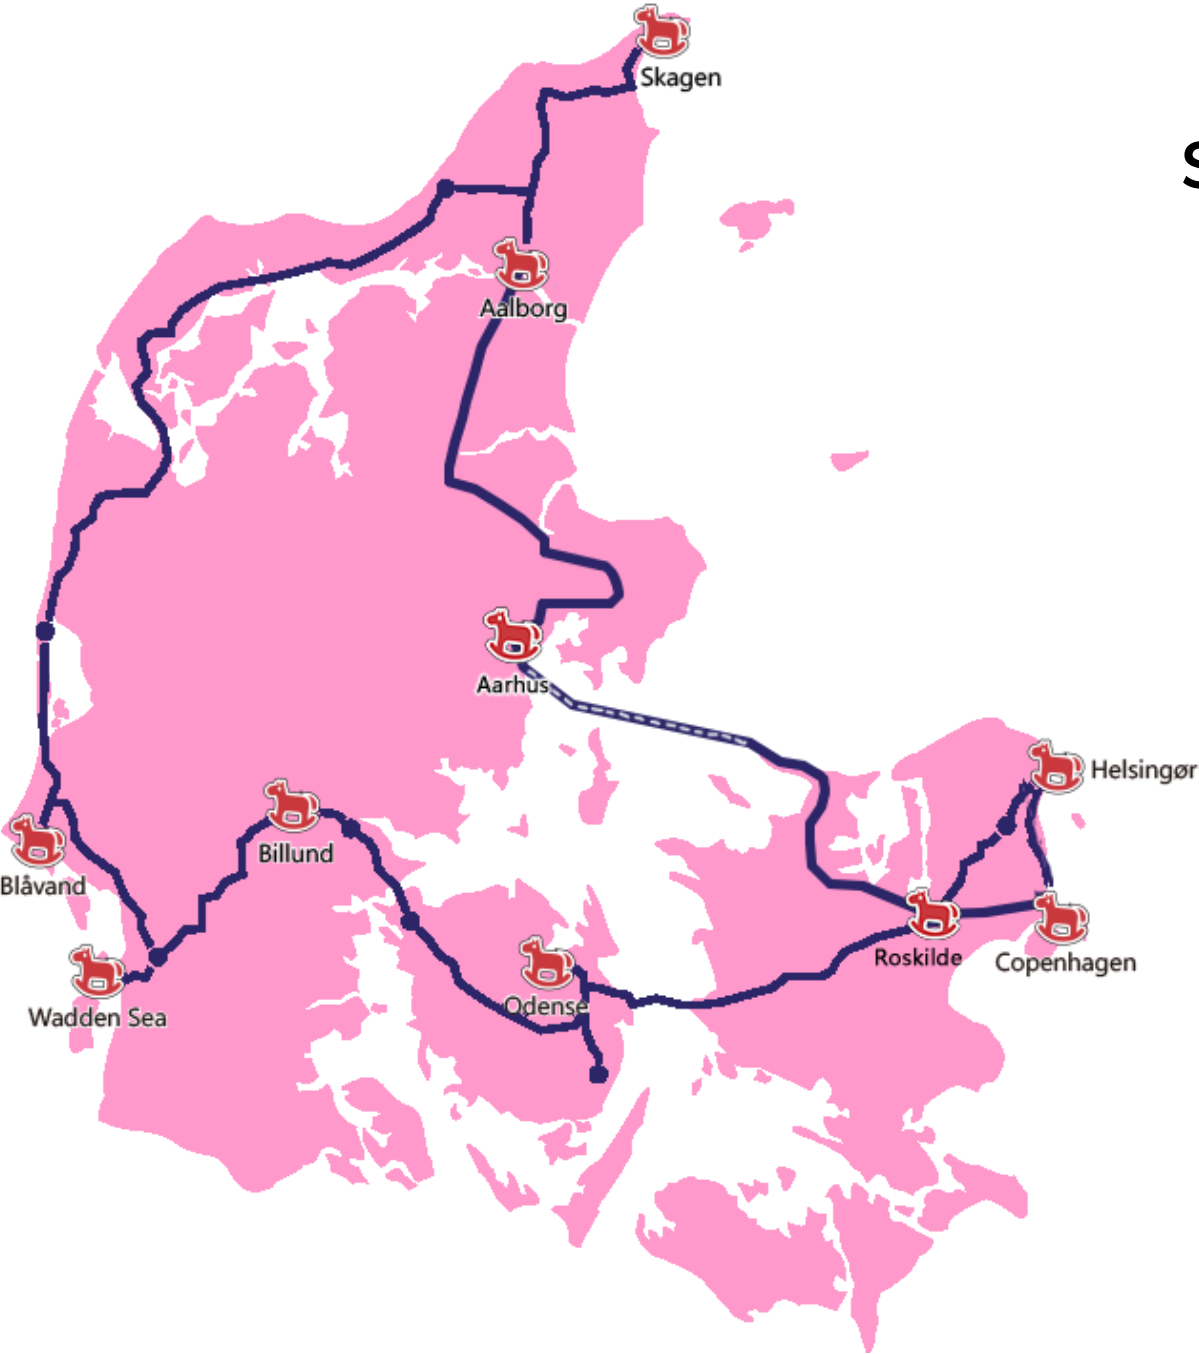 Skagen
S
Aalborg
Aarhus
Helsingør
Billund
Blåvand
Roskilde
Copenhagen
Odense
Wadden Sea